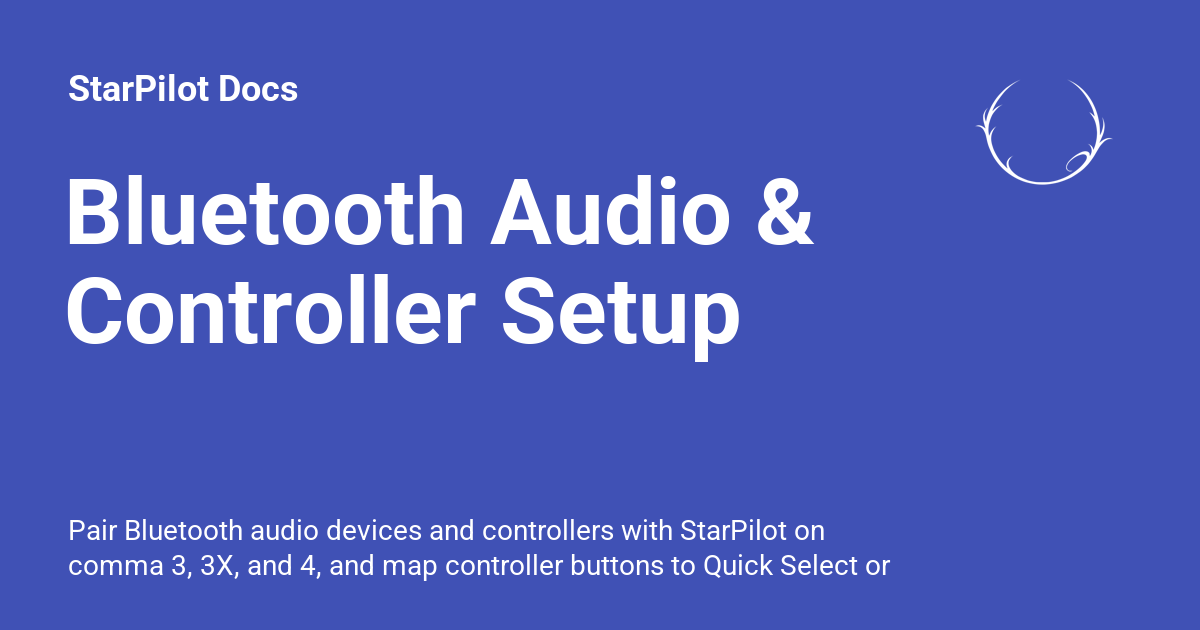 StarPilot Docs
Bluetooth Audio &
Controller Setup
Pair Bluetooth audio devices and controllers with StarPilot on
comma 3, 3X, and 4, and map controller buttons to Quick Select or